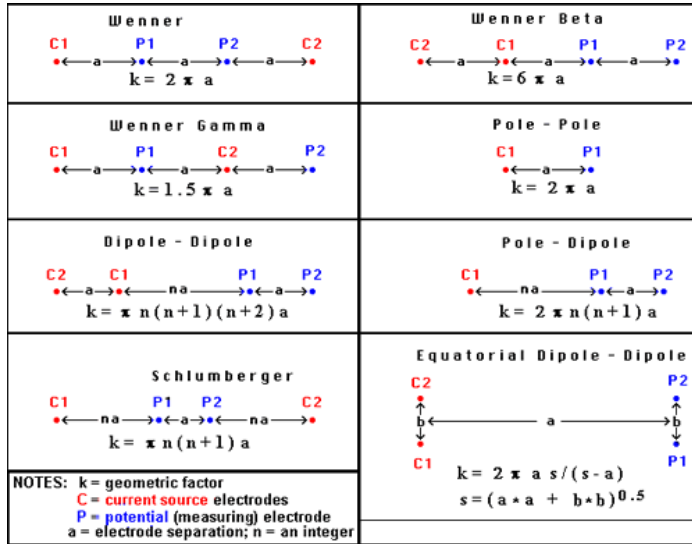 Wenner
C1 P1 P2 C2
a a a
k= 2 π a
Wenner Beta
C2 C1 P1 P2
a a a
k=6 π a
Wenner Gamma
C1 P1 C2 P2
a a a
k=1.5 π a
Pole - Pole
C1 P1
a
k= 2 π a
Dipole - Dipole
C2 C1 P1 P2
a na a
k= π n(n+1)(n+2)a
Pole - Dipole
C1 P1 P2
na a
k= 2 π n(n+1)a
Schlumberger
C1 P1 P2 C2
na a na
k= π n(n+1)a
Equatorial Dipole - Dipole
C2 P2
b a b
C1 P1
k= 2 π a s/(s-a)
s=(a*a + b*b)0.5
NOTES: k = geometric factor
C = current source electrodes
P = potential (measuring) electrode
a = electrode separation; n = an integer